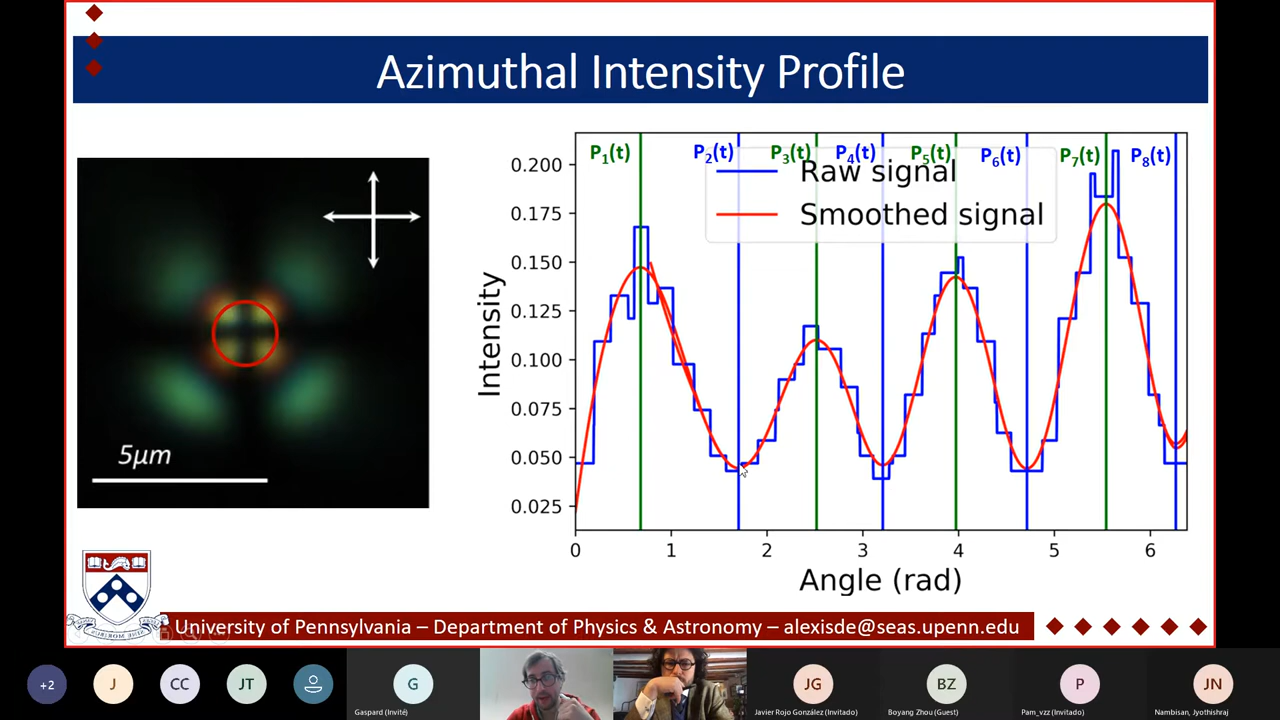 Azimuthal Intensity Profile
5μm
P1(t)
P2(t)
P3(t)
P4(t)
P5(t)
P6(t)
P7(t)
P8(t)
Raw signal
Smoothed signal
0.200
0.175
0.150
0.125
0.100
0.075
0.050
0.025
Intensity
0 1 2 3 4 5 6
Angle (rad)
University of Pennsylvania – Department of Physics & Astronomy – alexisde@seas.upenn.edu
+2
J
CC
JT
G
Gaspard (Invité)
JG
Javier Rojo González (Invitado)
BZ
Boyang Zhou (Guest)
P
Pam_vzz (Invitado)
JN
Nambisan, Jyothishraj